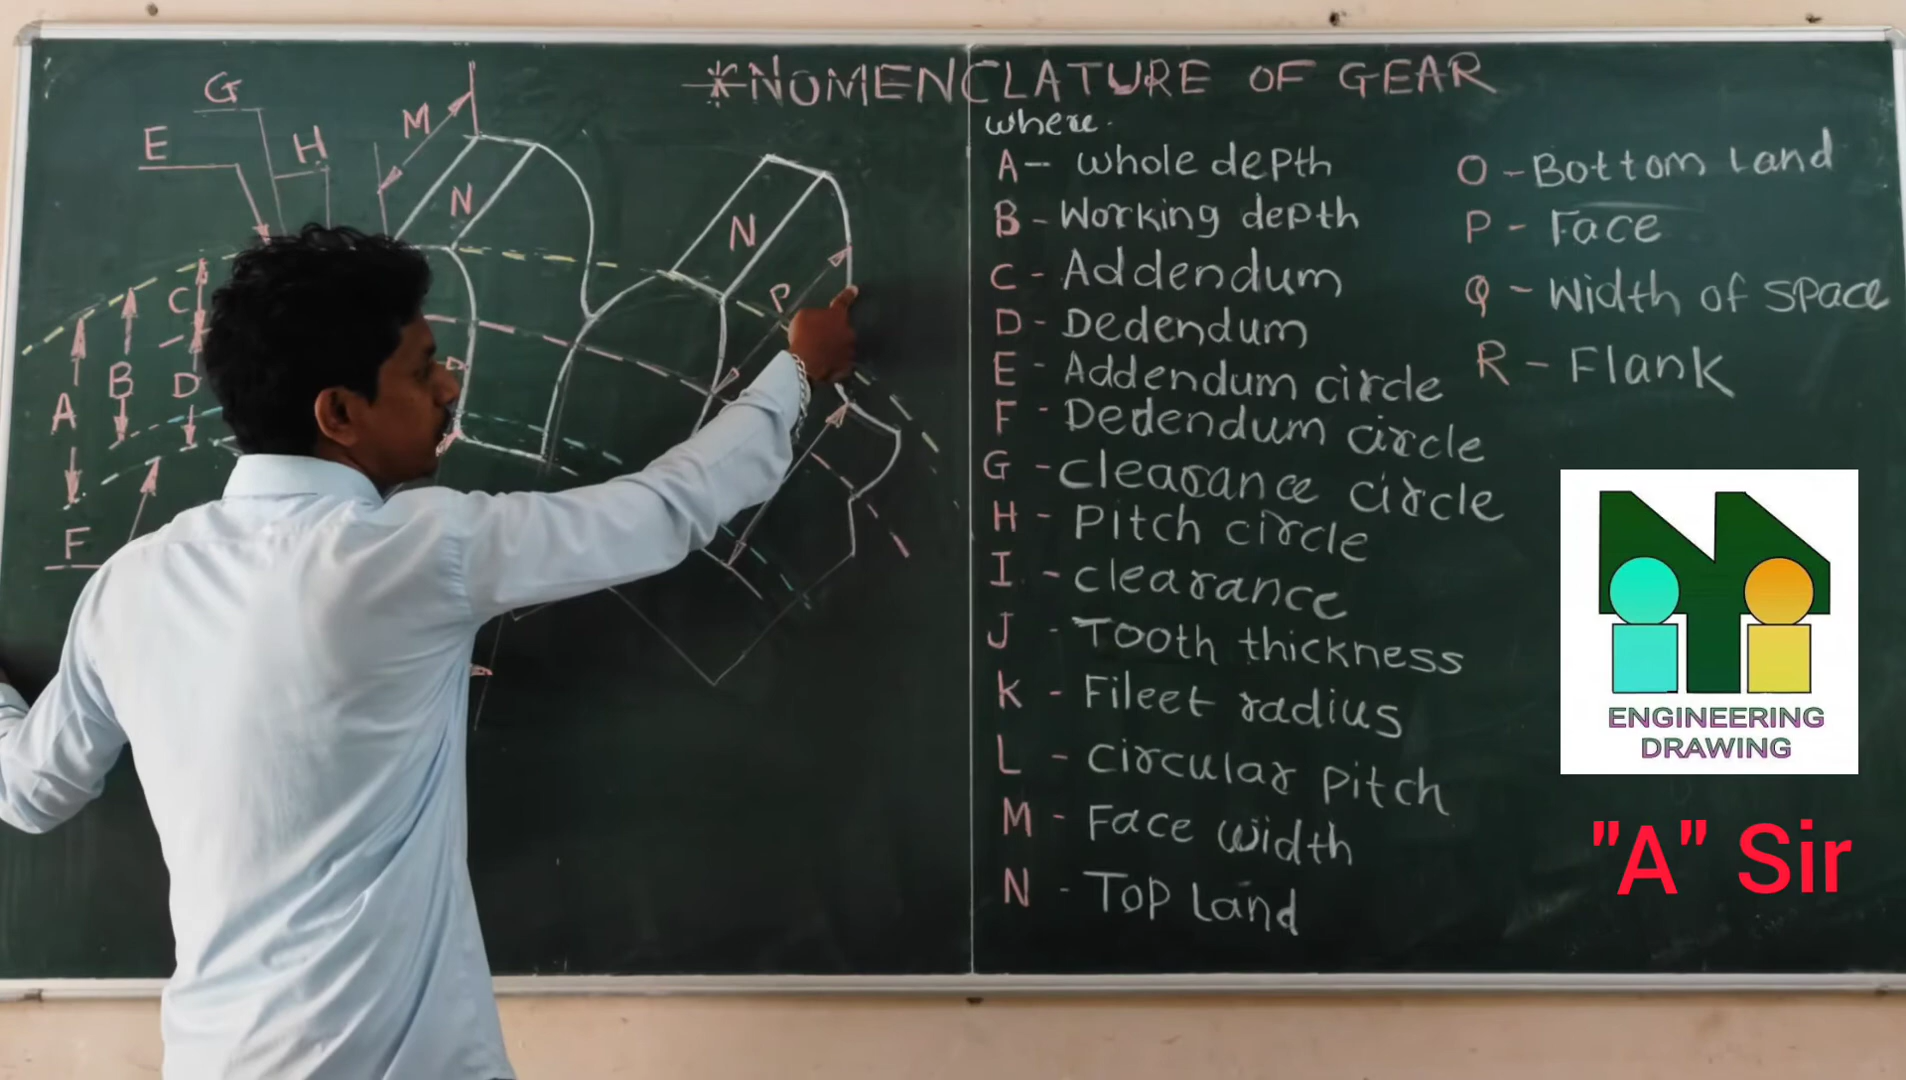 *NOMENCLATURE OF GEAR
where.
A - whole depth
B - Working depth
C - Addendum
D - Dedendum
E - Addendum circle
F - Dedendum circle
G - clearance circle
H - Pitch circle
I - clearance
J - Tooth thickness
K - Fileet radius
L - circular pitch
M - Face width
N - Top Land
O - Bottom Land
P - Face
Q - Width of space
R - Flank
G
E
H
M
N
N
C
P
B
D
A
F
ENGINEERING
DRAWING
"A" Sir